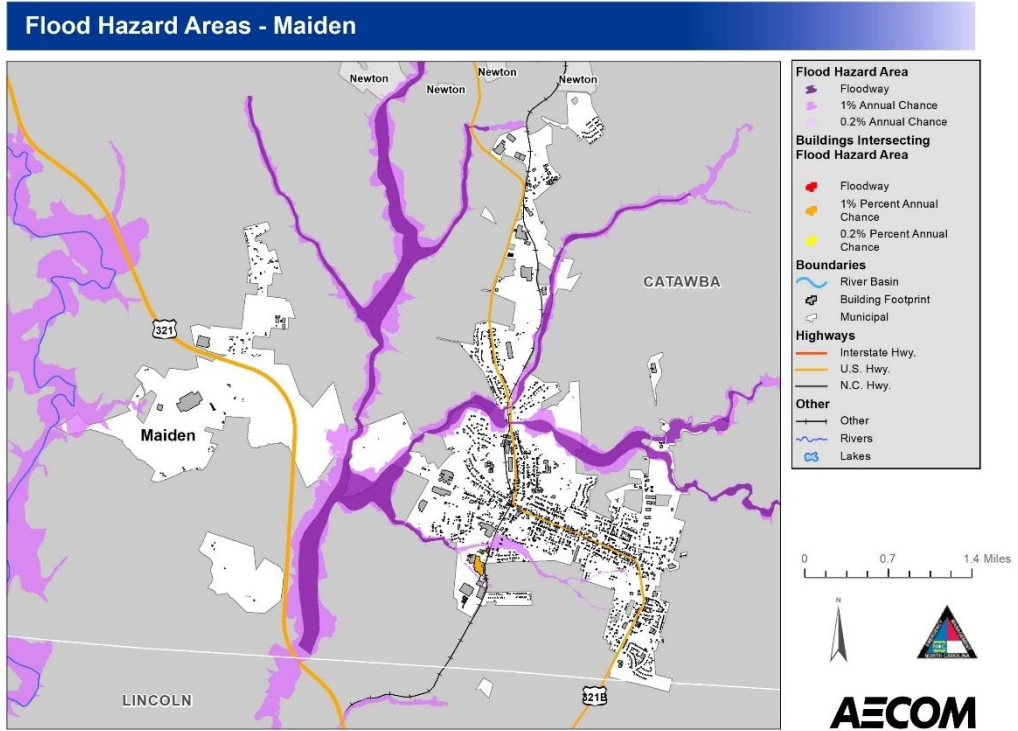 Flood Hazard Areas - Maiden
Newton
Newton
Newton
Newton
CATAWBA
321
Maiden
LINCOLN
321B
Flood Hazard Area
Floodway
1% Annual Chance
0.2% Annual Chance
Buildings Intersecting
Flood Hazard Area
Floodway
1% Percent Annual
Chance
0.2% Percent Annual
Chance
Boundaries
River Basin
Building Footprint
Municipal
Highways
Interstate Hwy.
U.S. Hwy.
N.C. Hwy.
Other
Other
Rivers
Lakes
0 0.7 1.4 Miles
N
NORTH CAROLINA
AECOM